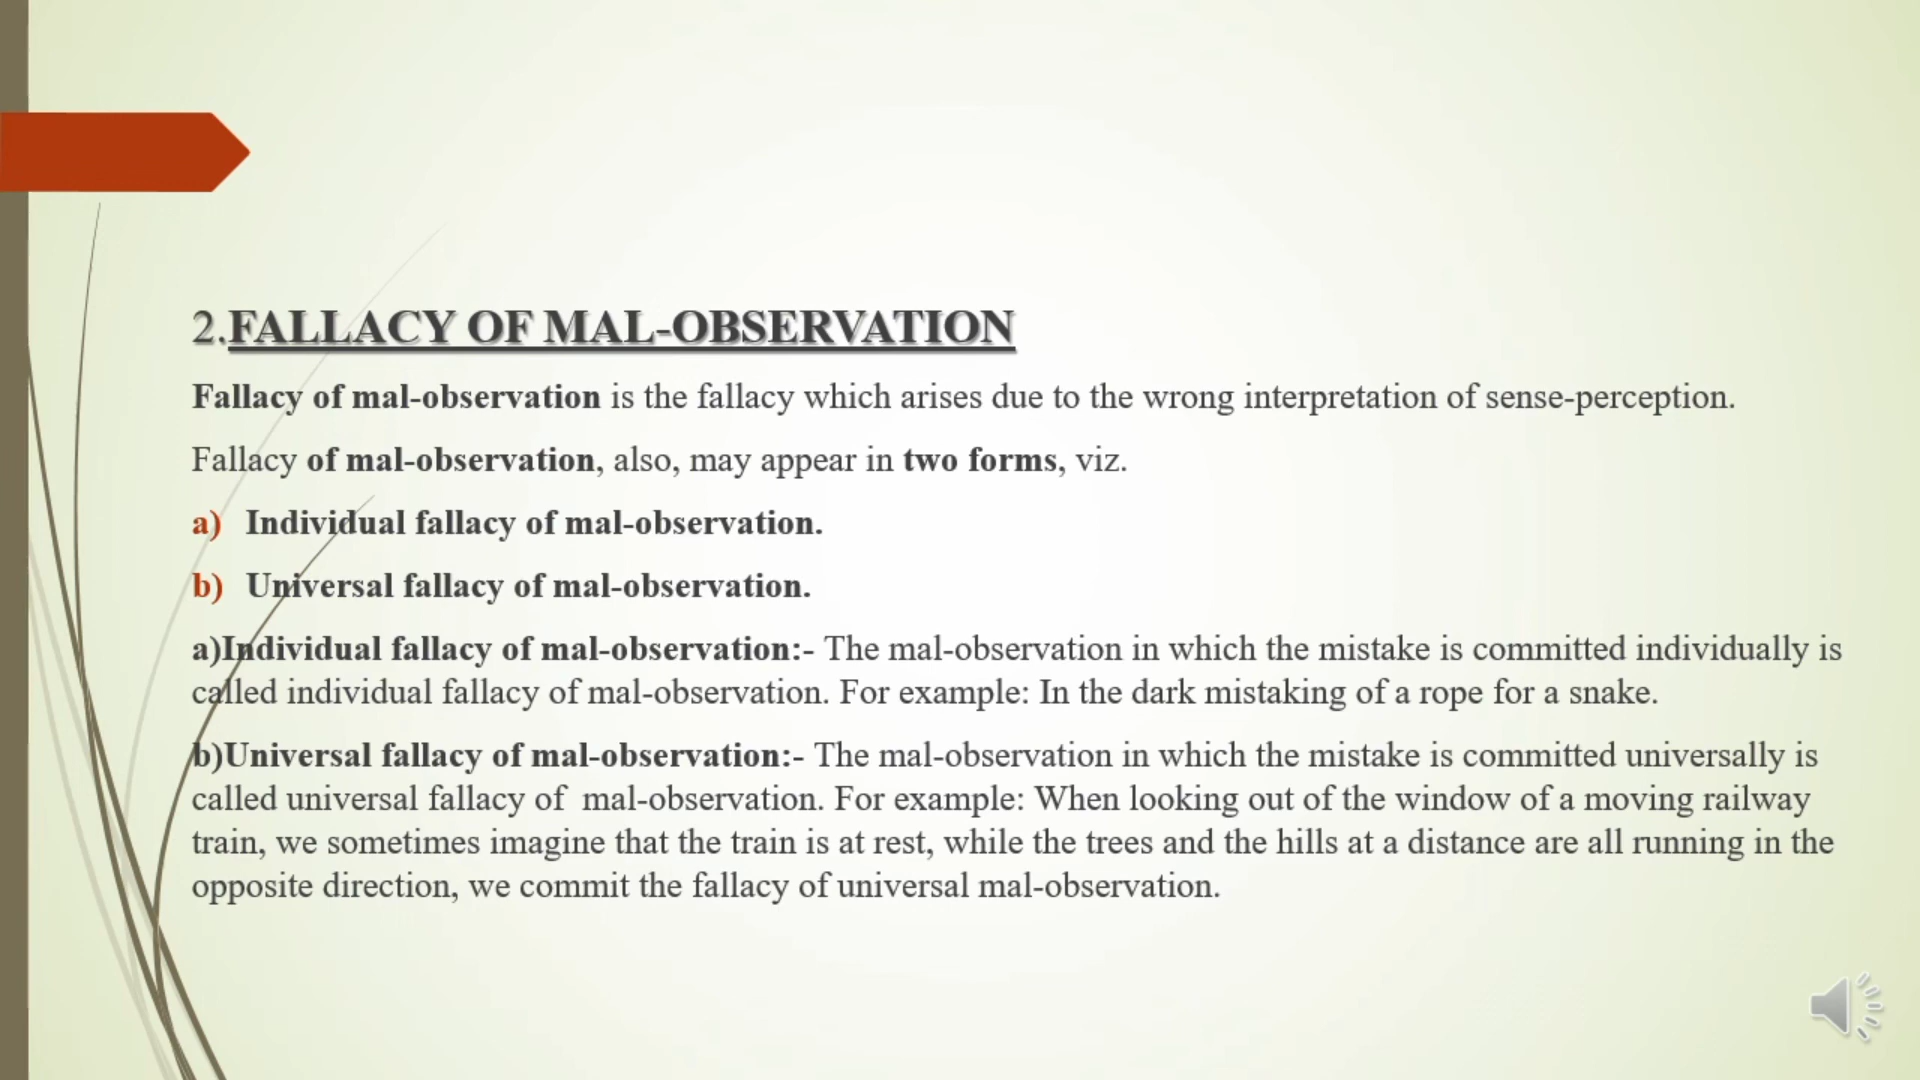 2.FALLACY OF MAL-OBSERVATION
Fallacy of mal-observation is the fallacy which arises due to the wrong interpretation of sense-perception.
Fallacy of mal-observation, also, may appear in two forms, viz.
a) Individual fallacy of mal-observation.
b) Universal fallacy of mal-observation.
a)Individual fallacy of mal-observation:- The mal-observation in which the mistake is committed individually is
called individual fallacy of mal-observation. For example: In the dark mistaking of a rope for a snake.
b)Universal fallacy of mal-observation:- The mal-observation in which the mistake is committed universally is
called universal fallacy of  mal-observation. For example: When looking out of the window of a moving railway
train, we sometimes imagine that the train is at rest, while the trees and the hills at a distance are all running in the
opposite direction, we commit the fallacy of universal mal-observation.